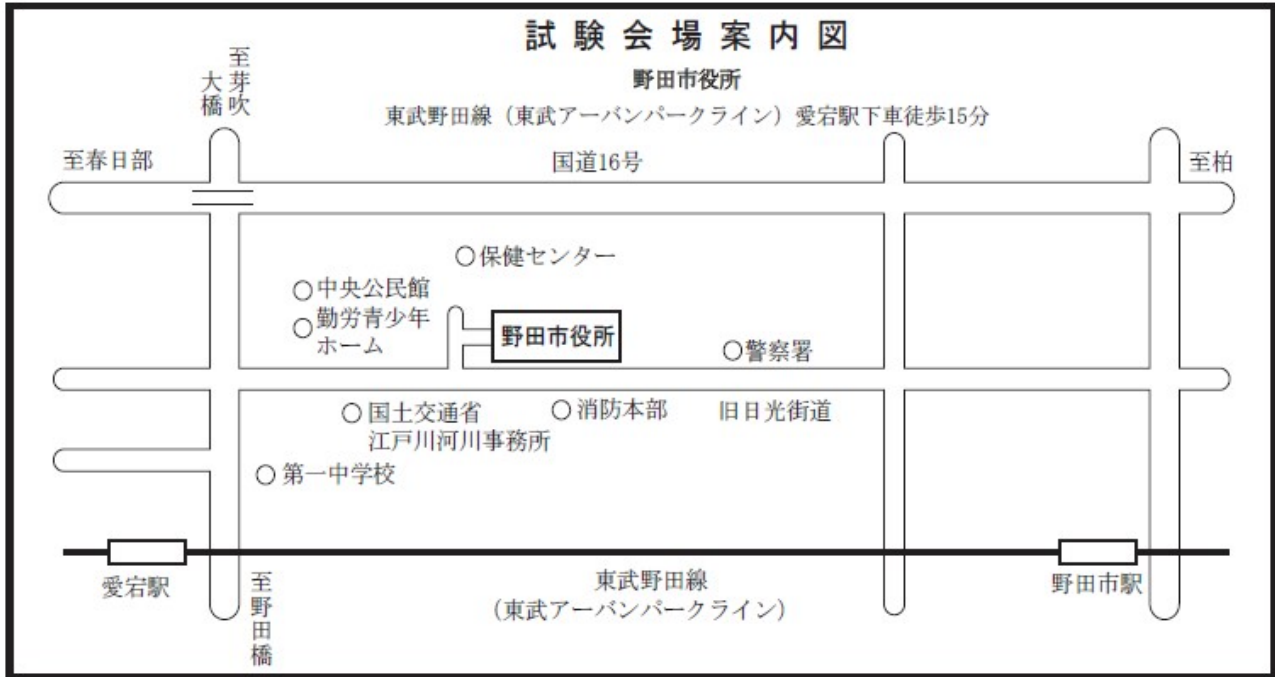 試験会場案内図
野田市役所
東武野田線（東武アーバンパークライン）愛宕駅下車徒歩15分
至芽吹
大橋
至春日部
国道16号
至柏
保健センター
中央公民館
勤労青少年
ホーム
野田市役所
警察署
国土交通省
江戸川河川事務所
消防本部
旧日光街道
第一中学校
愛宕駅
至野田橋
東武野田線
（東武アーバンパークライン）
野田市駅